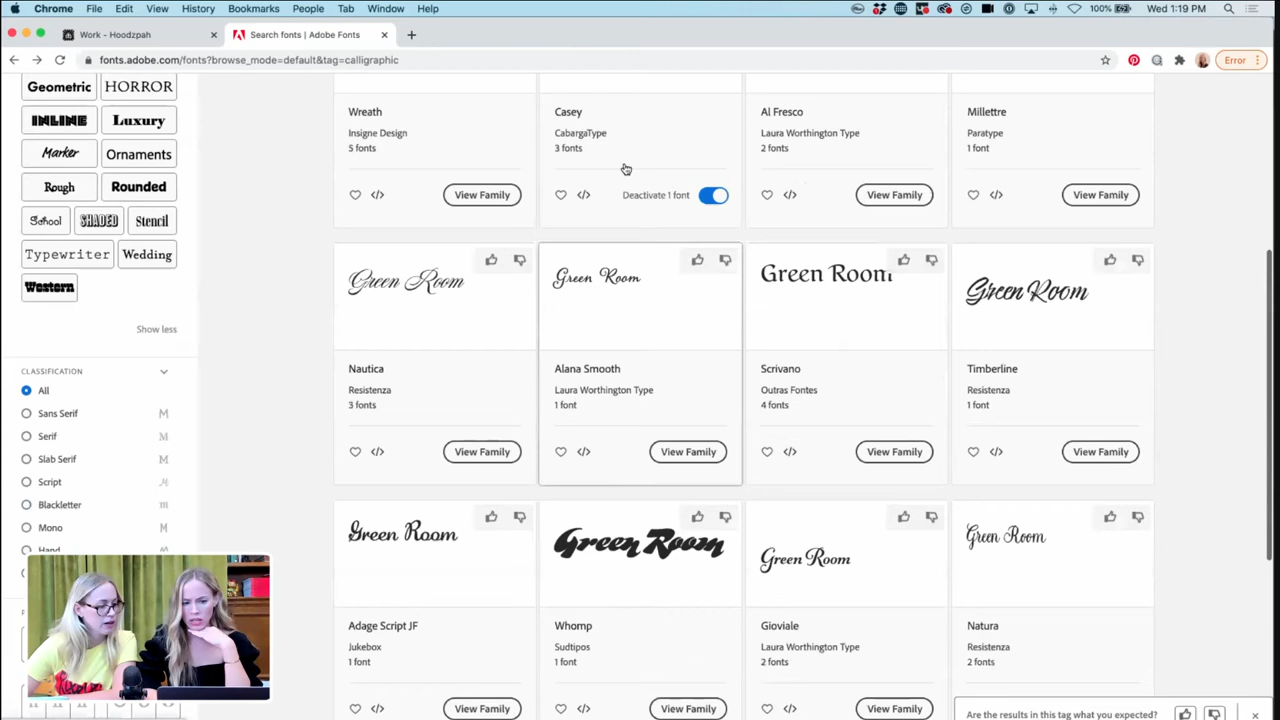 Chrome File Edit View History Bookmarks People Tab Window Help 100% Wed 1:19 PM
Work - Hoodzpah Search fonts | Adobe Fonts
fonts.adobe.com/fonts?browse_mode=default&tag=calligraphic Error
Geometric HORROR
INLINE Luxury
Marker Ornaments
Rough Rounded
School SHADED Stencil
Typewriter Wedding
Western
Show less
CLASSIFICATION
All
Sans Serif M
Serif M
Slab Serif M
Script M
Blackletter m
Mono M
Hand
Wreath
Insigne Design
5 fonts
View Family
Casey
CabargaType
3 fonts
Deactivate 1 font
Al Fresco
Laura Worthington Type
2 fonts
View Family
Millettre
Paratype
1 font
View Family
Green Room
Nautica
Resistenza
3 fonts
View Family
Green Room
Alana Smooth
Laura Worthington Type
1 font
View Family
Green Room
Scrivano
Outras Fontes
4 fonts
View Family
Green Room
Timberline
Resistenza
1 font
View Family
Green Room
Adage Script JF
Jukebox
1 font
View Family
Green Room
Whomp
Sudtipos
1 font
View Family
Green Room
Gioviale
Laura Worthington Type
2 fonts
View Family
Green Room
Natura
Resistenza
2 fonts
Are the results in this tag what you expected?